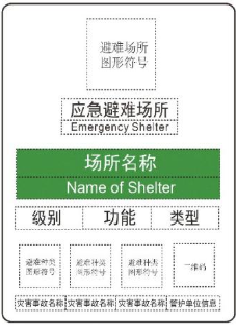 避难场所
图形符号
应急避难场所
Emergency Shelter
场所名称
Name of Shelter
级别 功能 类型
避难种类 避难种类 避难种类 二维码
图形符号 图形符号 图形符号
灾害事故名称 灾害事故名称 灾害事故名称 管护单位信息